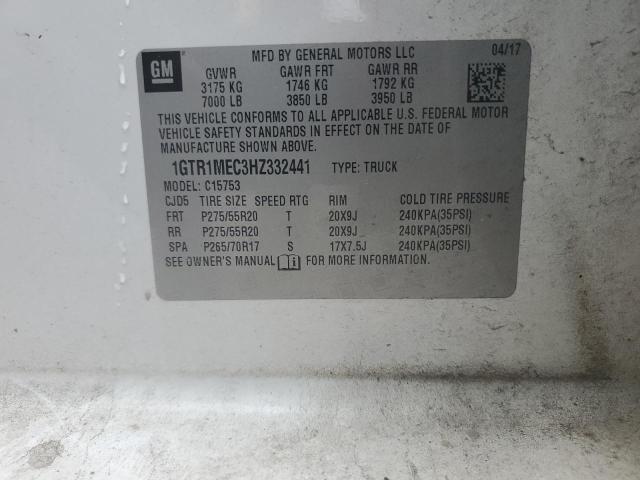 GM
MFD BY GENERAL MOTORS LLC 04/17
GVWR GAWR FRT GAWR RR
3175 KG 1746 KG 1792 KG
7000 LB 3850 LB 3950 LB
THIS VEHICLE CONFORMS TO ALL APPLICABLE U.S. FEDERAL MOTOR
VEHICLE SAFETY STANDARDS IN EFFECT ON THE DATE OF
MANUFACTURE SHOWN ABOVE.
1GTR1MEC3HZ332441 TYPE: TRUCK
MODEL: C15753
CJD5 TIRE SIZE SPEED RTG RIM COLD TIRE PRESSURE
FRT P275/55R20 T 20X9J 240KPA(35PSI)
RR P275/55R20 T 20X9J 240KPA(35PSI)
SPA P265/70R17 S 17X7.5J 240KPA(35PSI)
SEE OWNER'S MANUAL FOR MORE INFORMATION.